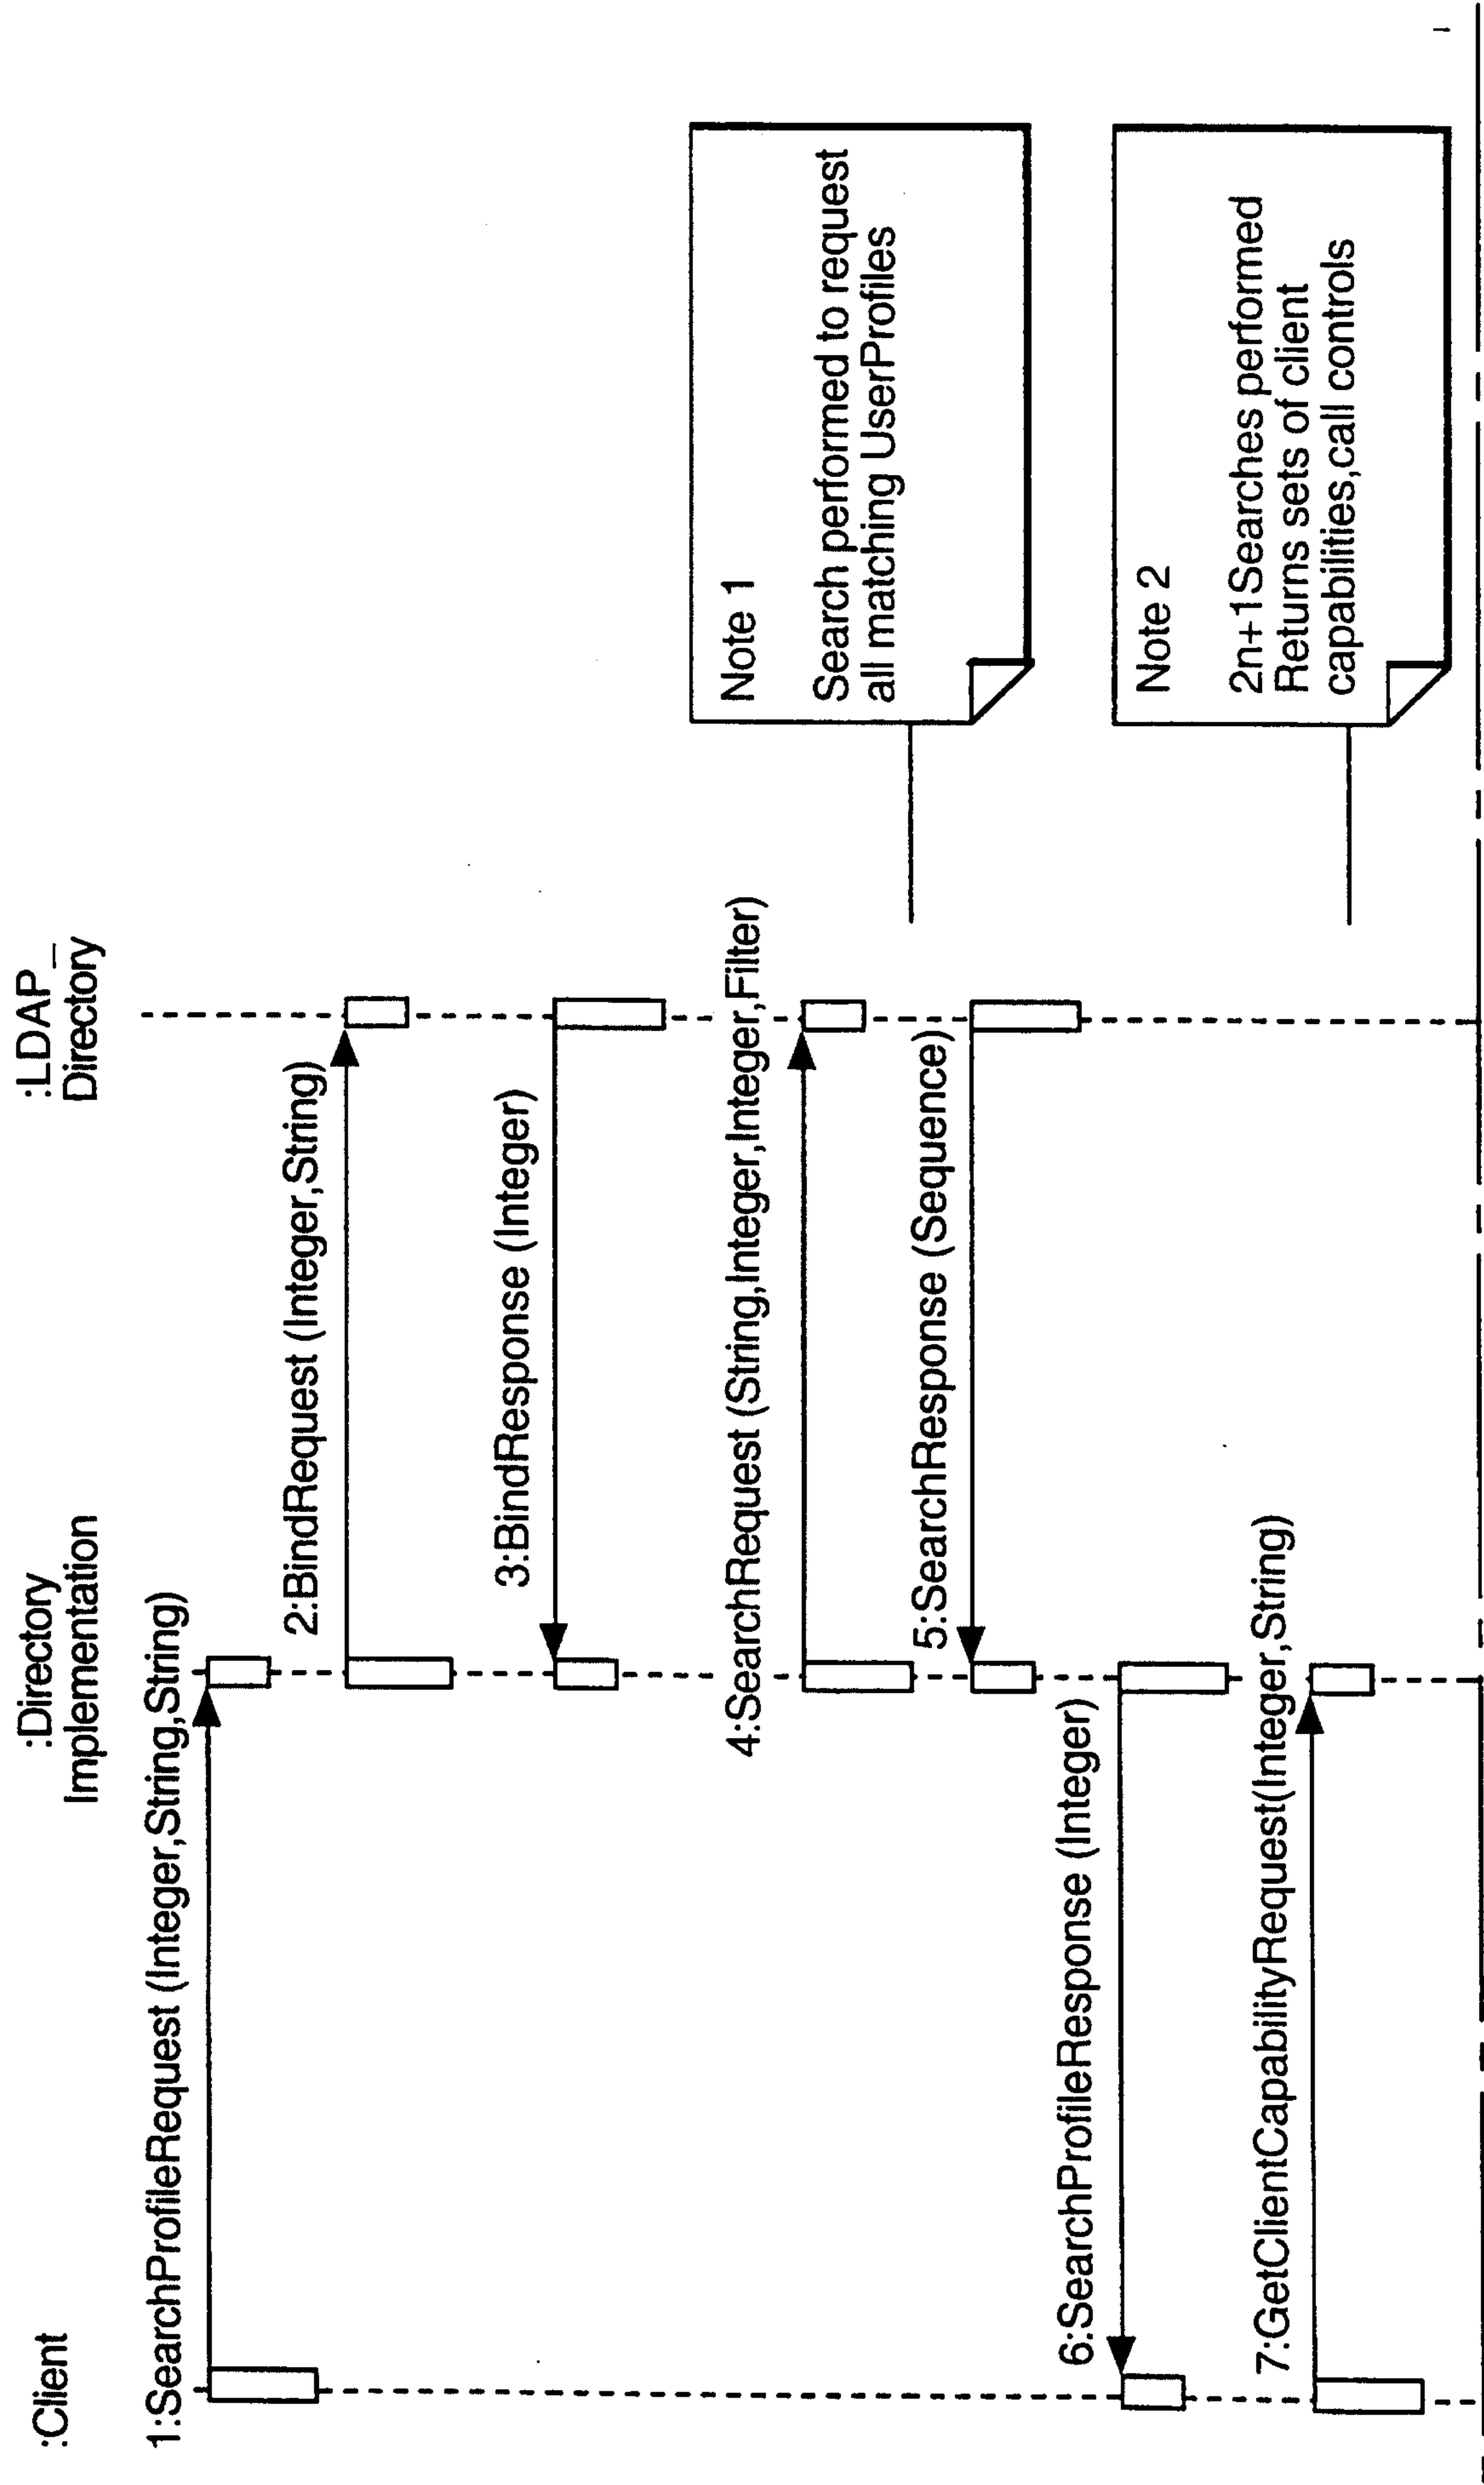 :Client
:Directory
Implementation
:LDAP_
Directory
1:SearchProfileRequest (Integer,String,String)
2:BindRequest (Integer,String)
3:BindResponse (Integer)
4:SearchRequest (String,Integer,Integer,Integer,Filter)
Note 1
Search performed to request
all matching UserProfiles
5:SearchResponse (Sequence)
6:SearchProfileResponse (Integer)
7:GetClientCapabilityRequest(Integer,String)
Note 2
2n+1Searches performed
Returns sets of client
capabilities,call controls